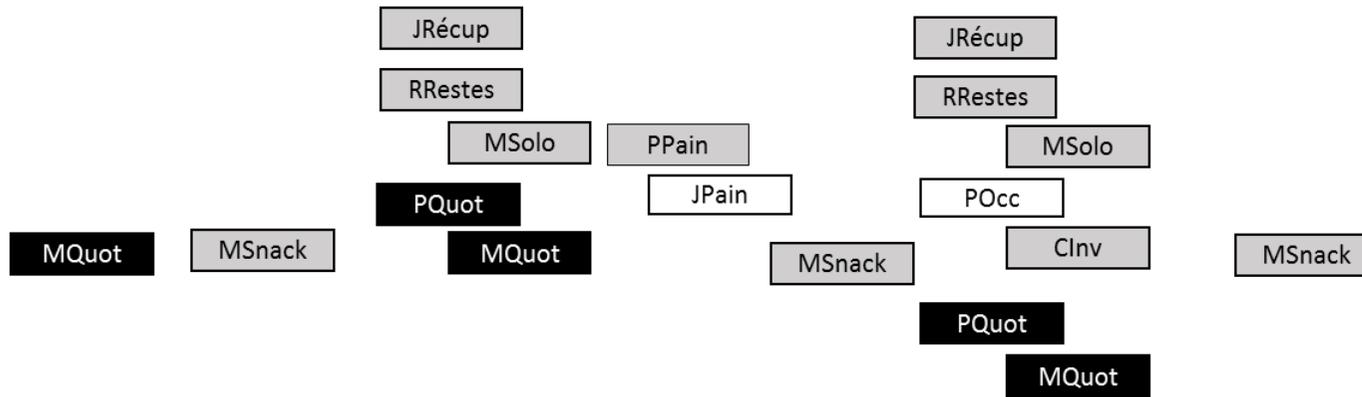 JRécup
JRécup
RRestes
RRestes
MSolo
PPain
MSolo
JPain
PQuot
POcc
MQuot
MSnack
MQuot
MSnack
CInv
MSnack
PQuot
MQuot